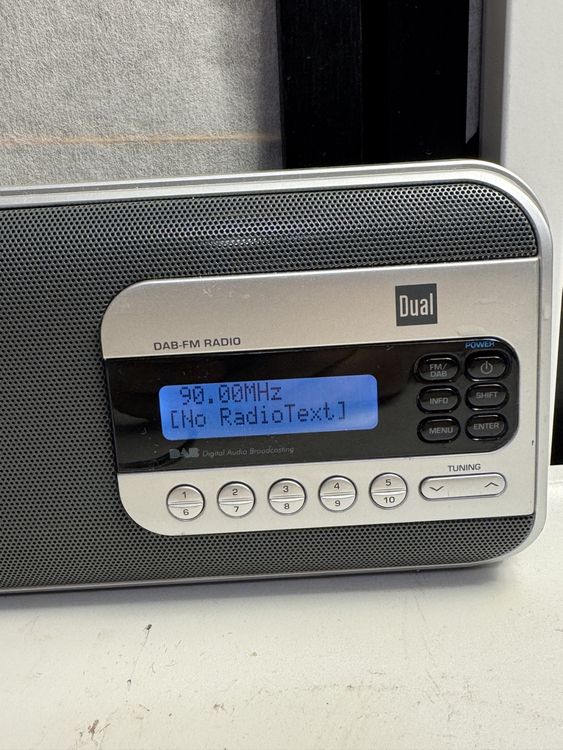 Dual
DAB-FM RADIO
POWER
FM/
DAB
90.00MHz
[No RadioText]
INFO
SHIFT
MENU
ENTER
DAB Digital Audio Broadcasting
TUNING
1 2 3 4 5
6 7 8 9 10